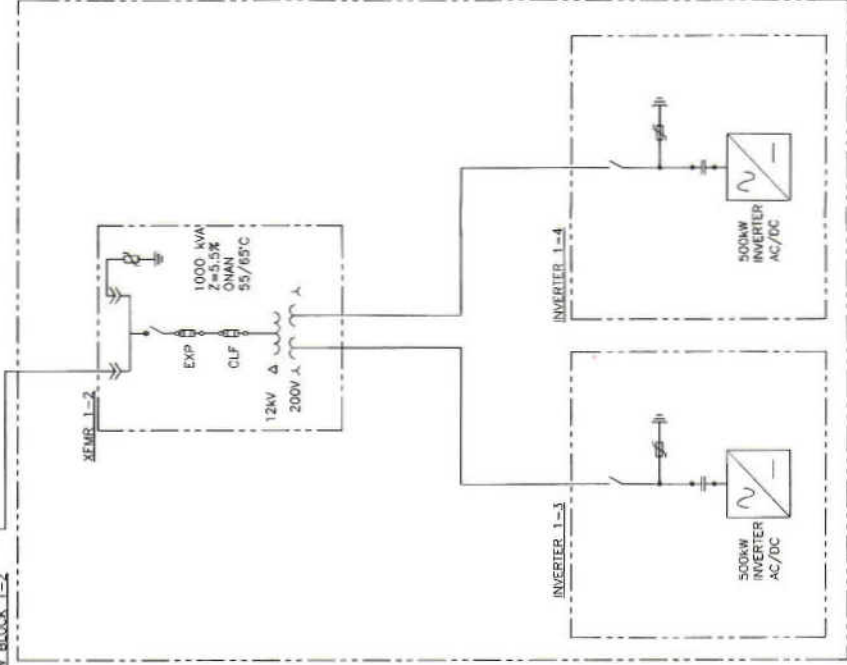 BLOCK 1-2
XFMR 1-2
1000 kVA
Z=5.5%
ONAN
55/65°C
EXP
CLF
12kV Δ
200V
INVERTER 1-3
500kW
INVERTER
AC/DC
INVERTER 1-4
500kW
INVERTER
AC/DC